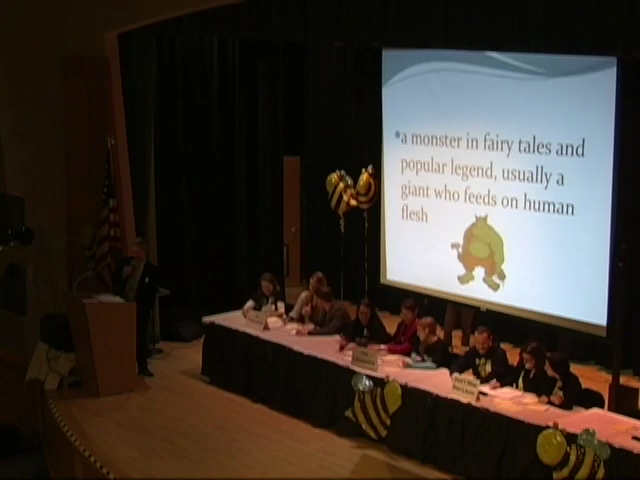 *a monster in fairy tales and
popular legend, usually a
giant who feeds on human
flesh